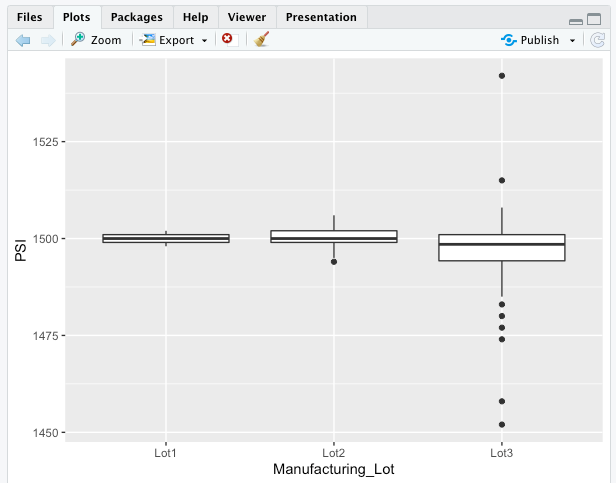 Files Plots Packages Help Viewer Presentation
Zoom Export Publish
1525
1500
1475
1450
PSI
Lot1 Lot2 Lot3
Manufacturing_Lot